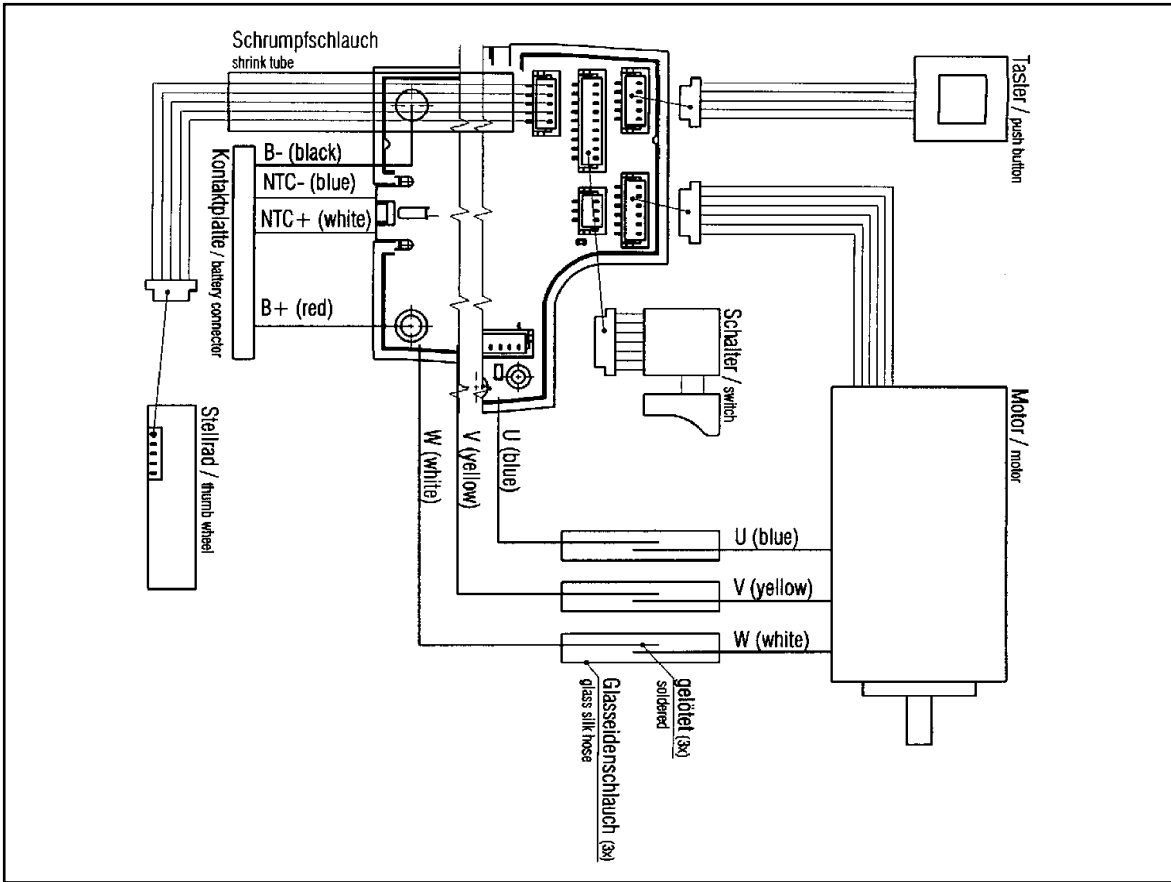 Schrumpfschlauch
shrink tube
Taster / push button
B- (black)
NTC- (blue)
NTC+ (white)
B+ (red)
Kontaktplatte / battery connector
Stellrad / thumb wheel
Schalter / switch
Motor / motor
W (white)
V (yellow)
U (blue)
U (blue)
V (yellow)
W (white)
gelötet (3x)
soldered
Glasseidenschlauch (3x)
glass silk hose